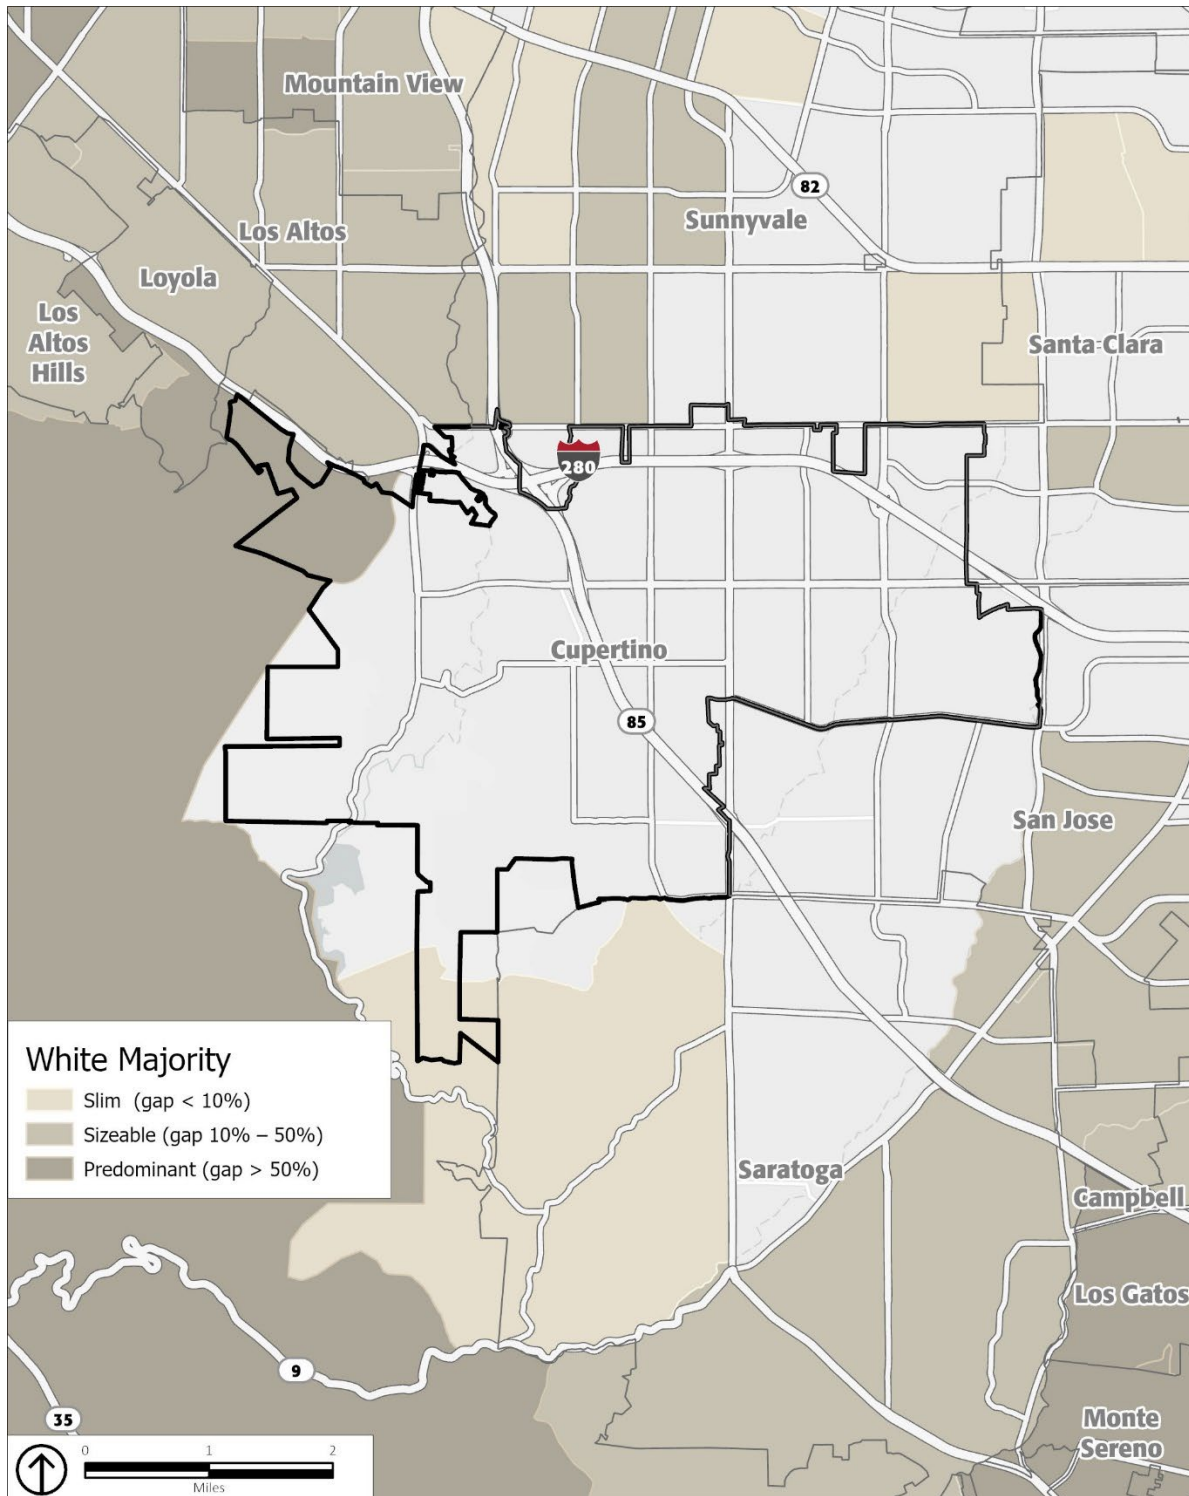 Mountain View
82
Sunnyvale
Los Altos
Loyola
Los
Altos
Hills
Santa Clara
280
Cupertino
85
San Jose
White Majority
Slim (gap < 10%)
Sizeable (gap 10% – 50%)
Predominant (gap > 50%)
Saratoga
Campbell
Los Gatos
9
35
Monte
Sereno
0 1 2
Miles